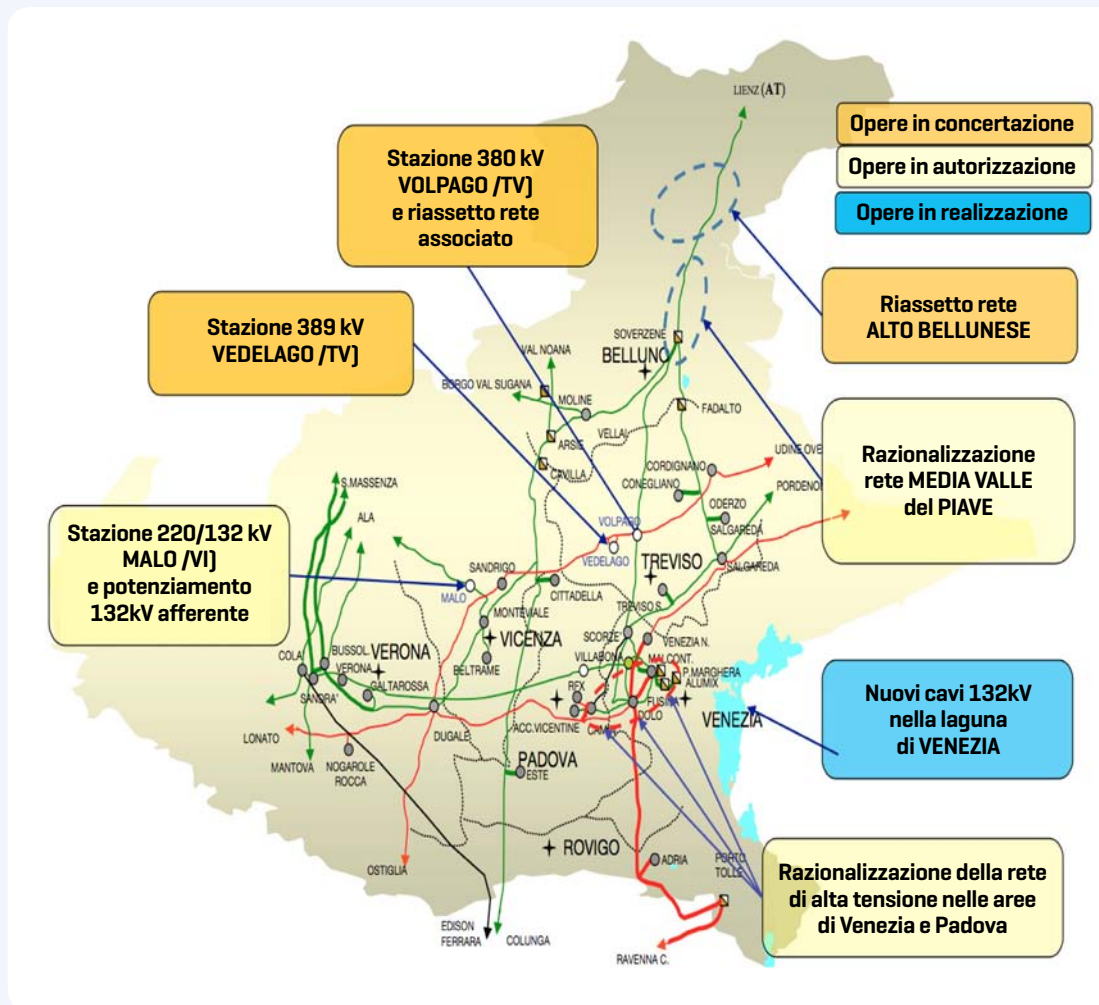 LIENZ (AT)
Opere in concertazione
Opere in autorizzazione
Opere in realizzazione
Stazione 380 kV
VOLPAGO /TV]
e riassetto rete
associato
Riassetto rete
ALTO BELLUNESE
Stazione 389 kV
VEDELAGO /TV]
SOVERZENE
BELLUNO
VAL NOANA
BORGO VAL SUGANA
MOLINE
FADALTO
VELLAI
ARSIE
CAVILLA
Razionalizzazione
rete MEDIA VALLE
del PIAVE
UDINE OVE
CORDIGNANO
CONEGLIANO
PORDENON
S.MASSENZA
ALA
ODERZO
SALGAREDA
VOLPAGO
VEDELAGO
TREVISO
SALGAREDA
Stazione 220/132 kV
MALO /VI]
e potenziamento
132kV afferente
SANDRIGO
MALO
CITTADELLA
MONTEVIALE
TREVISO S.
VICENZA
SCORZE'
VENEZIA N.
BUSSOL.
VERONA
COLA
VERONA
BELTRAME
VILLABONA
MALCONT.
P.MARGHERA
ALUMIX
SANDRA'
GALTAROSSA
RFX
FUSINA
VENEZIA
Nuovi cavi 132kV
nella laguna
di VENEZIA
DOLO
LONATO
DUGALE
ACC.VICENTINE
CAMIN
MANTOVA
NOGAROLE
ROCCA
PADOVA
ESTE
ROVIGO
ADRIA
PORTO
TOLLE
OSTIGLIA
Razionalizzazione della rete
di alta tensione nelle aree
di Venezia e Padova
EDISON
FERRARA
COLUNGA
RAVENNA C.